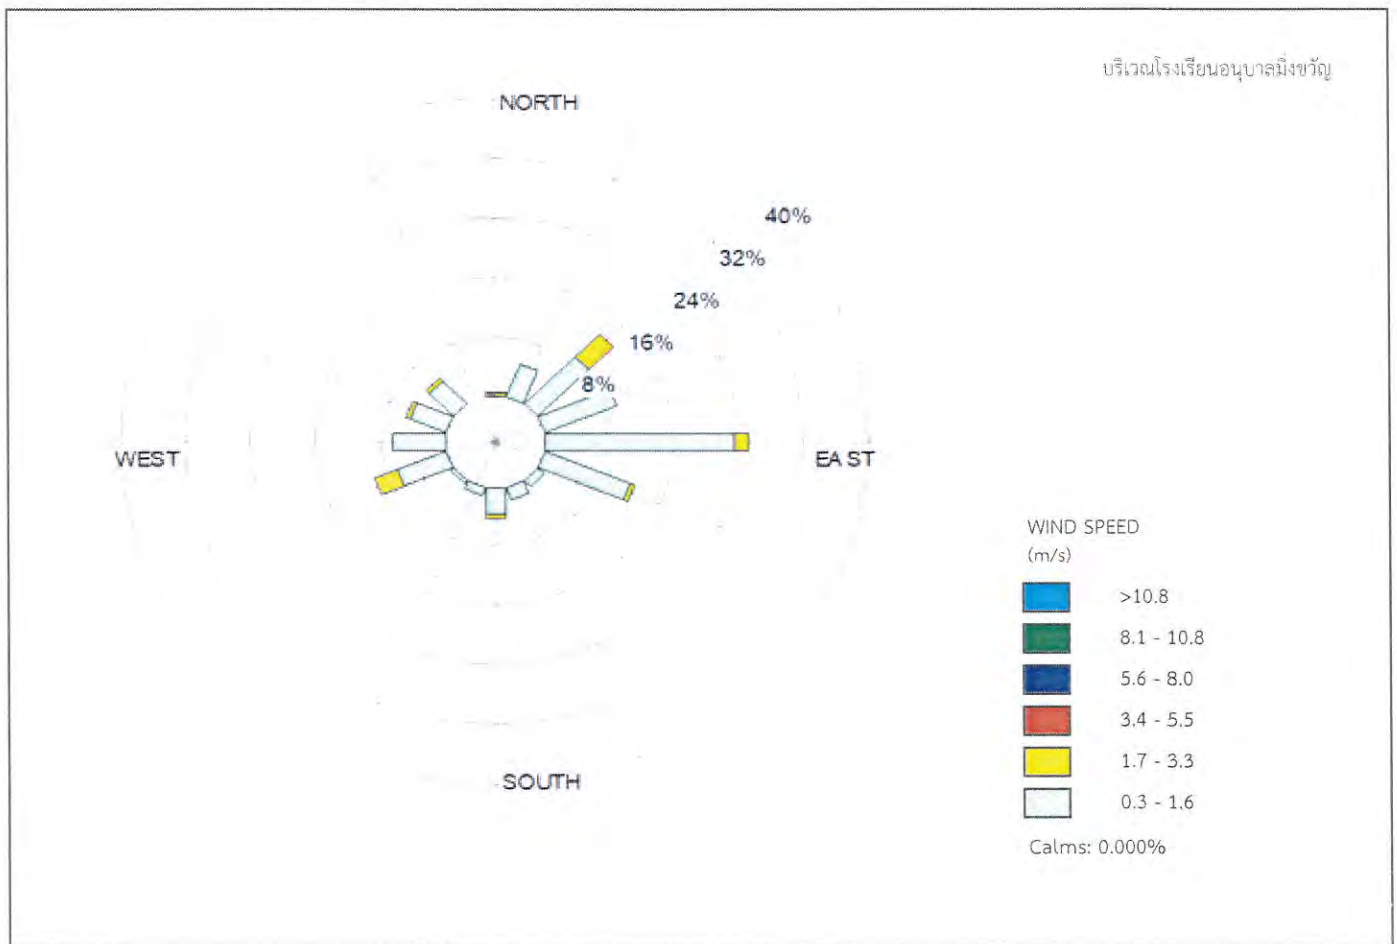 บริเวณโรงเรียนอนุบาลมิ่งขวัญ
NORTH
40%
32%
24%
16%
8%
WEST
EAST
SOUTH
WIND SPEED
(m/s)
>10.8
8.1 - 10.8
5.6 - 8.0
3.4 - 5.5
1.7 - 3.3
0.3 - 1.6
Calms: 0.000%